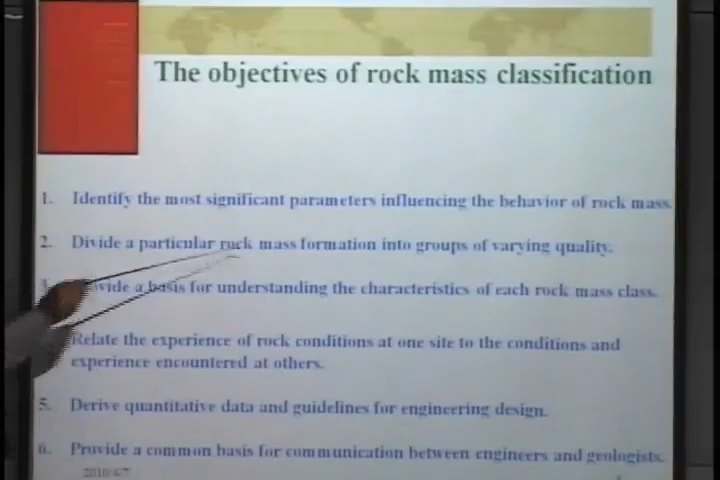 The objectives of rock mass classification
1. Identify the most significant parameters influencing the behavior of rock mass.
2. Divide a particular rock mass formation into groups of varying quality.
a basis for understanding the characteristics of each rock mass class.
Relate the experience of rock conditions at one site to the conditions and
experience encountered at others.
5. Derive quantitative data and guidelines for engineering design.
6. Provide a common basis for communication between engineers and geologists.
2010/4/7